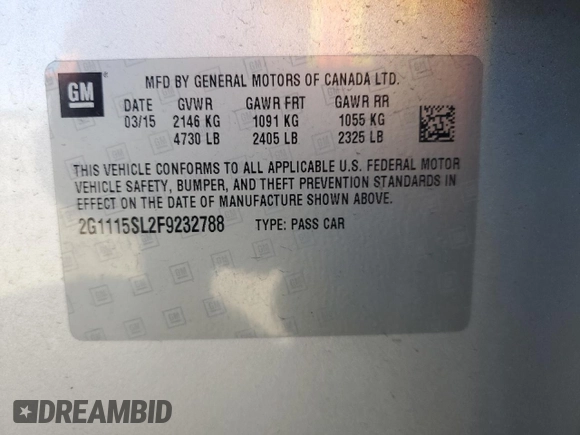 GM MFD BY GENERAL MOTORS OF CANADA LTD.
DATE GVWR GAWR FRT GAWR RR
03/15 2146 KG 1091 KG 1055 KG
4730 LB 2405 LB 2325 LB
THIS VEHICLE CONFORMS TO ALL APPLICABLE U.S. FEDERAL MOTOR
VEHICLE SAFETY, BUMPER, AND THEFT PREVENTION STANDARDS IN
EFFECT ON THE DATE OF MANUFACTURE SHOWN ABOVE.
2G1115SL2F9232788 TYPE: PASS CAR
DREAMBID